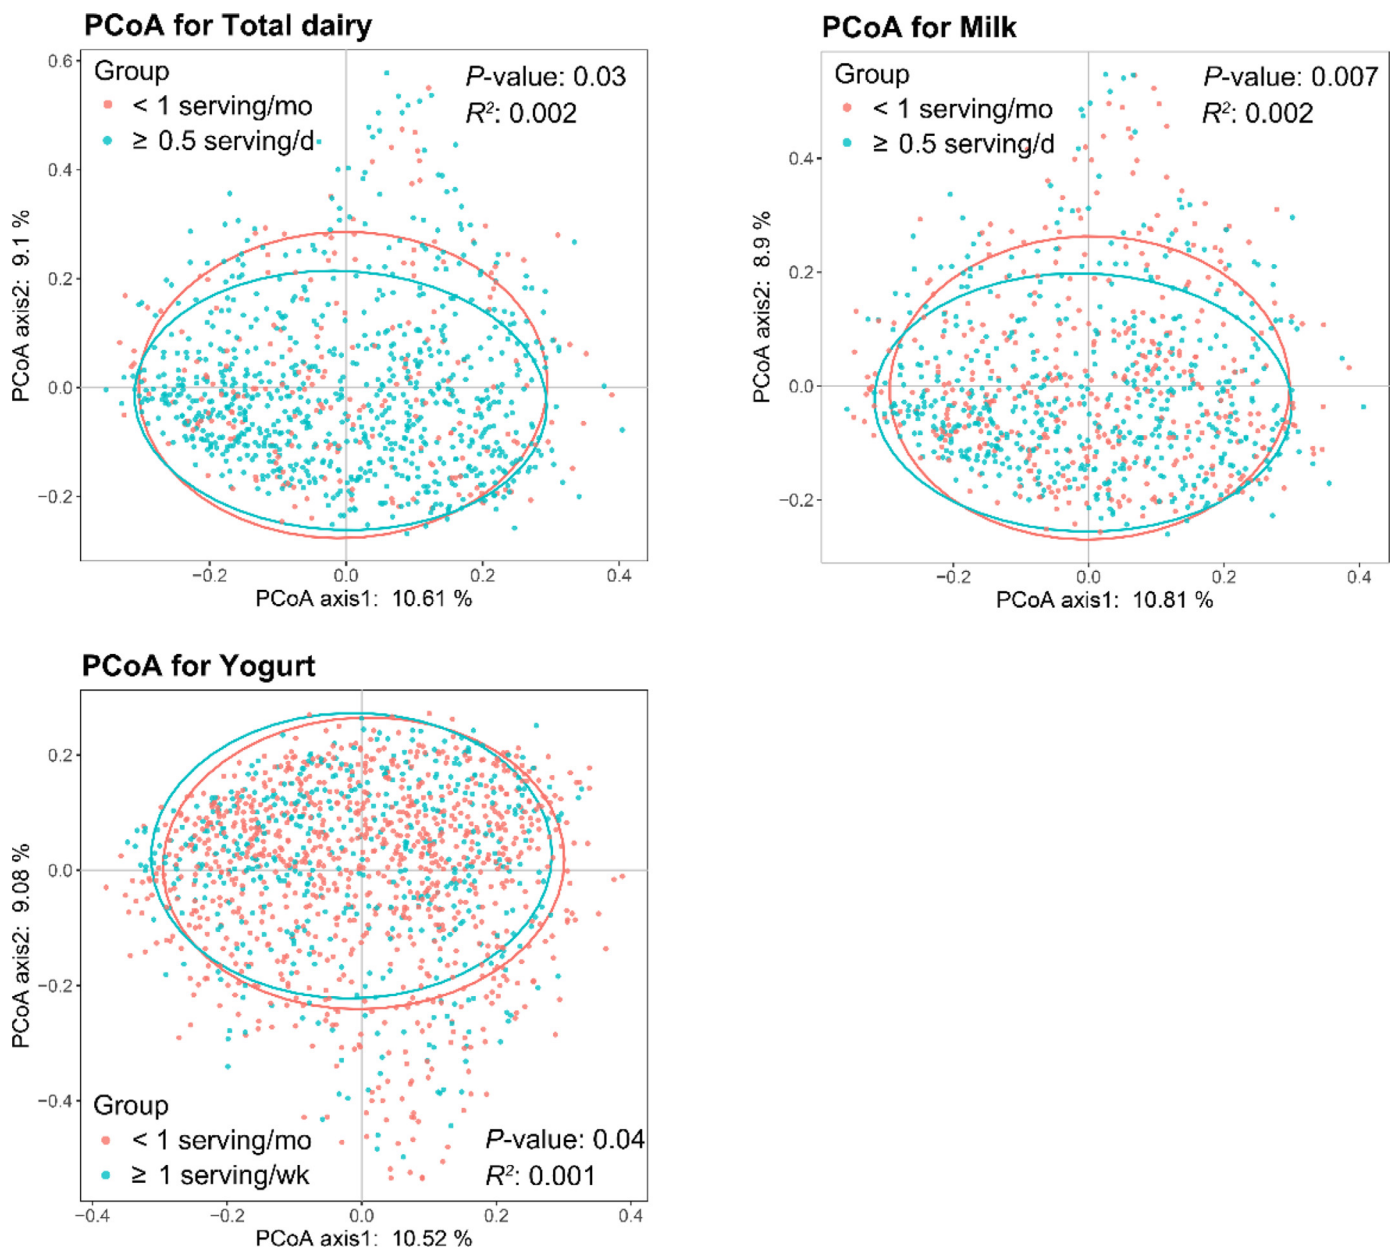 PCoA for Total dairy
Group
< 1 serving/mo
≥ 0.5 serving/d
P-value: 0.03
R²: 0.002
0.6
0.4
0.2
0.0
−0.2
PCoA axis2: 9.1 %
−0.2 0.0 0.2 0.4
PCoA axis1: 10.61 %
PCoA for Milk
Group
< 1 serving/mo
≥ 0.5 serving/d
P-value: 0.007
R²: 0.002
0.4
0.2
0.0
−0.2
PCoA axis2: 8.9 %
−0.2 0.0 0.2 0.4
PCoA axis1: 10.81 %
PCoA for Yogurt
0.2
0.0
−0.2
−0.4
PCoA axis2: 9.08 %
Group
< 1 serving/mo
≥ 1 serving/wk
P-value: 0.04
R²: 0.001
−0.4 −0.2 0.0 0.2 0.4
PCoA axis1: 10.52 %